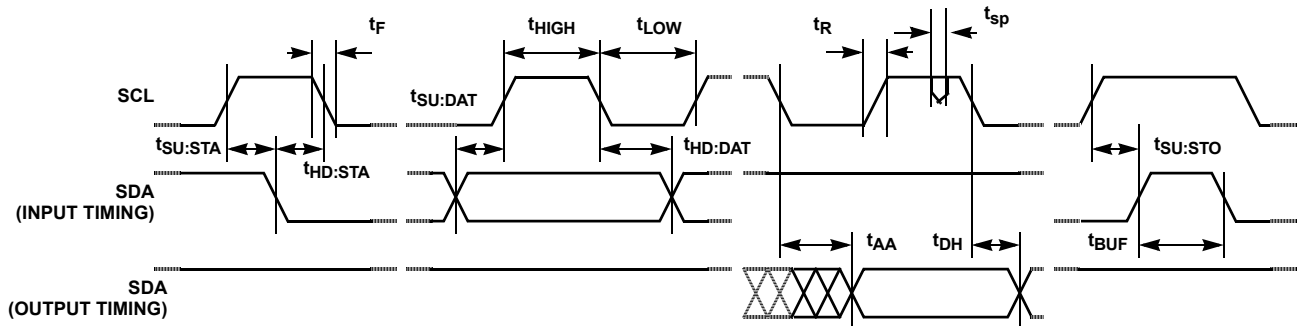 tF
tHIGH
tLOW
tR
tsp
SCL
tSU:DAT
tSU:STA
tHD:STA
tHD:DAT
tSU:STO
SDA
(INPUT TIMING)
tAA
tDH
tBUF
SDA
(OUTPUT TIMING)